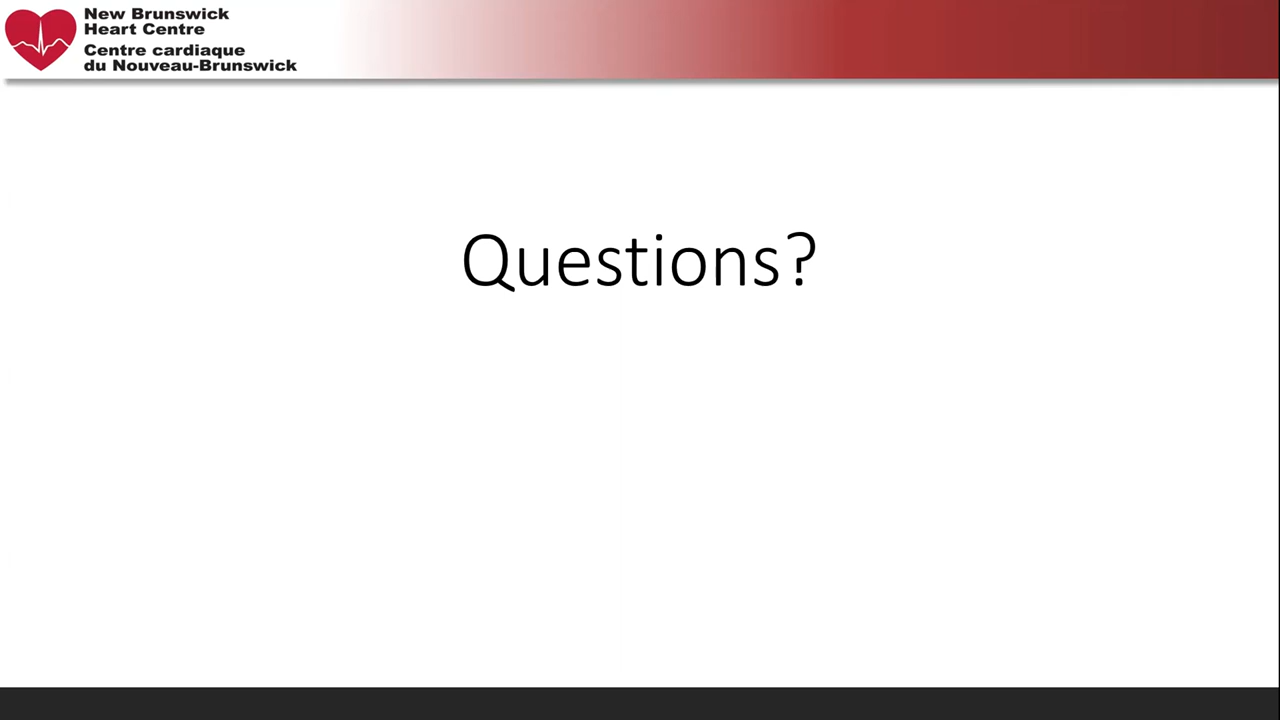 New Brunswick
Heart Centre
Centre cardiaque
du Nouveau-Brunswick
Questions?